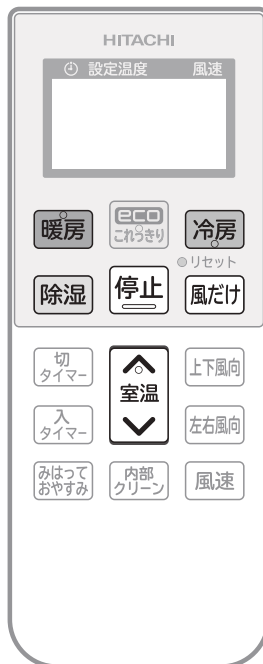 HITACHI
設定温度 風速
暖房
eco
これっきり
冷房
リセット
除湿
停止
風だけ
切
タイマー
室温
上下風向
入
タイマー
左右風向
みはって
おやすみ
内部
クリーン
風速